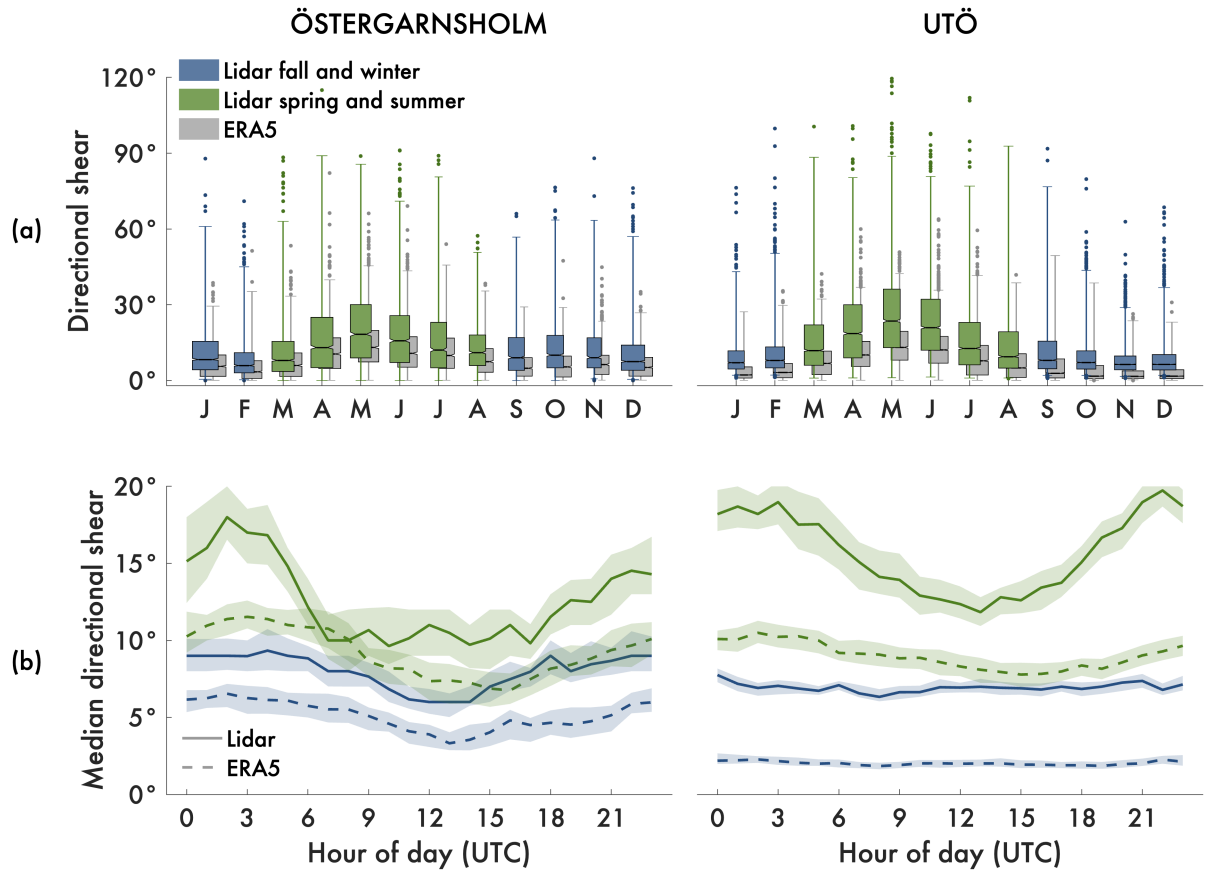 ÖSTERGARNSHOLM UTÖ
(a)
Directional shear
120°
90°
60°
30°
0°
Lidar fall and winter
Lidar spring and summer
ERA5
J F M A M J J A S O N D
J F M A M J J A S O N D
(b)
Median directional shear
20°
15°
10°
5°
0°
Lidar
ERA5
0 3 6 9 12 15 18 21
0 3 6 9 12 15 18 21
Hour of day (UTC) Hour of day (UTC)